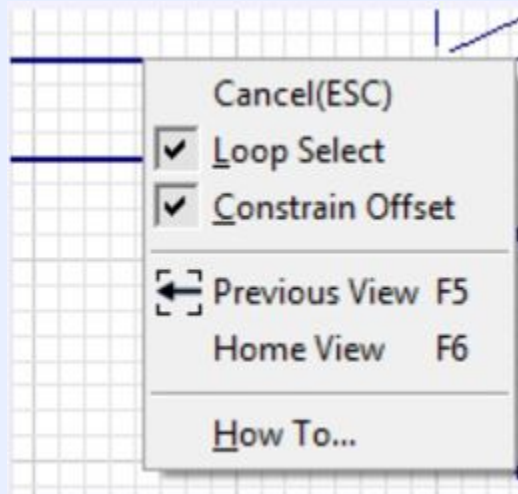 Cancel(ESC)
Loop Select
Constrain Offset
Previous View F5
Home View F6
How To...